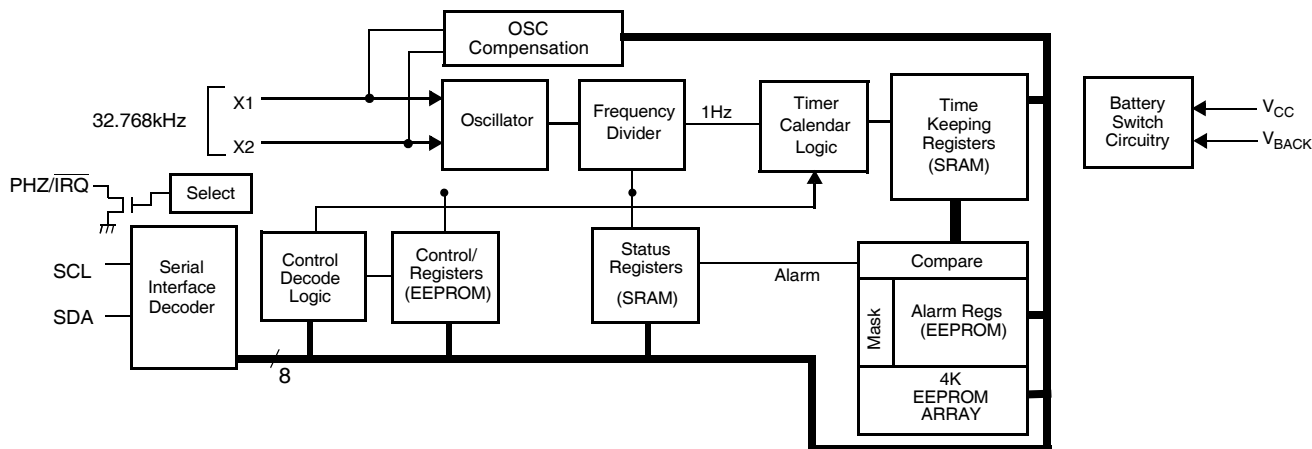 OSC
Compensation
32.768kHz
X1
X2
Oscillator
Frequency
Divider
1Hz
Timer
Calendar
Logic
Time
Keeping
Registers
(SRAM)
Battery
Switch
Circuitry
VCC
VBACK
PHZ/IRQ
Select
SCL
SDA
Serial
Interface
Decoder
Control
Decode
Logic
Control/
Registers
(EEPROM)
Status
Registers
(SRAM)
Alarm
Compare
Mask
Alarm Regs
(EEPROM)
4K
EEPROM
ARRAY
8